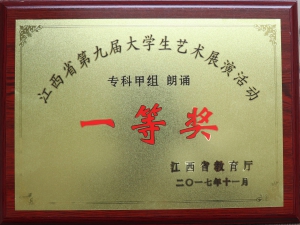 江西省第九届大学生艺术展演活动
专科甲组 朗诵
一等奖
江西省教育厅
二〇一七年十一月